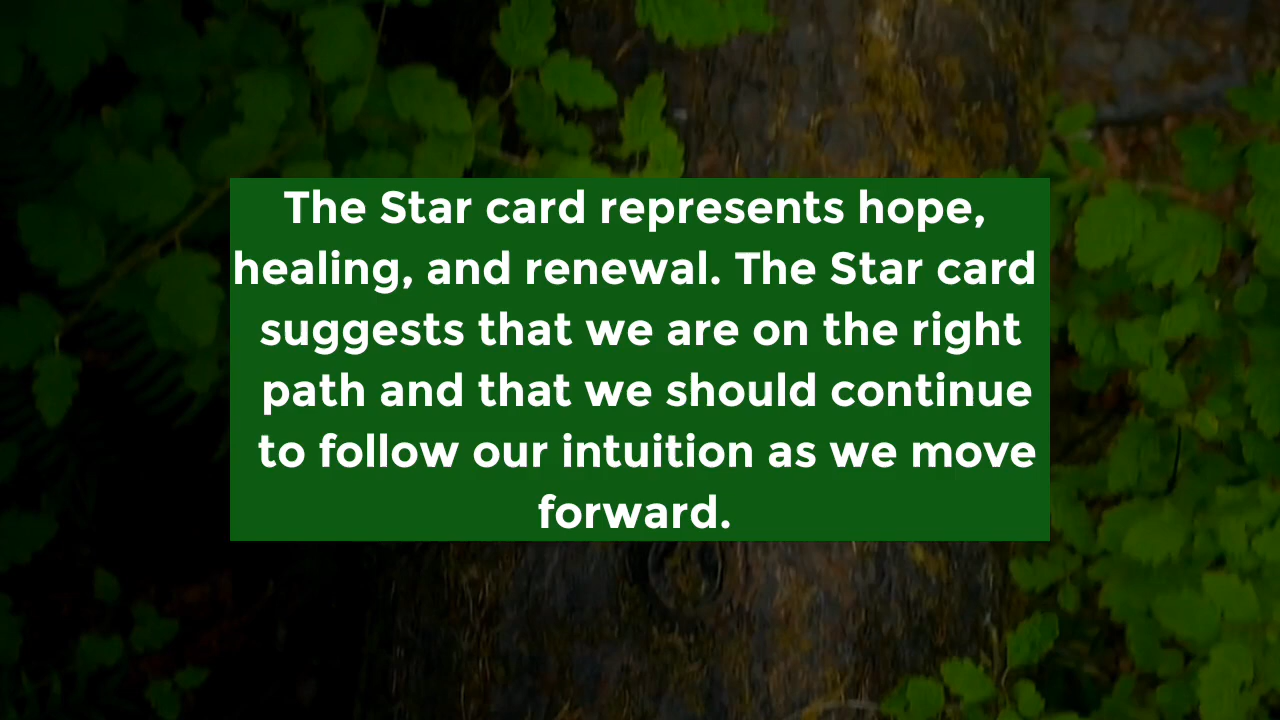 The Star card represents hope,
healing, and renewal. The Star card
suggests that we are on the right
path and that we should continue
to follow our intuition as we move
forward.